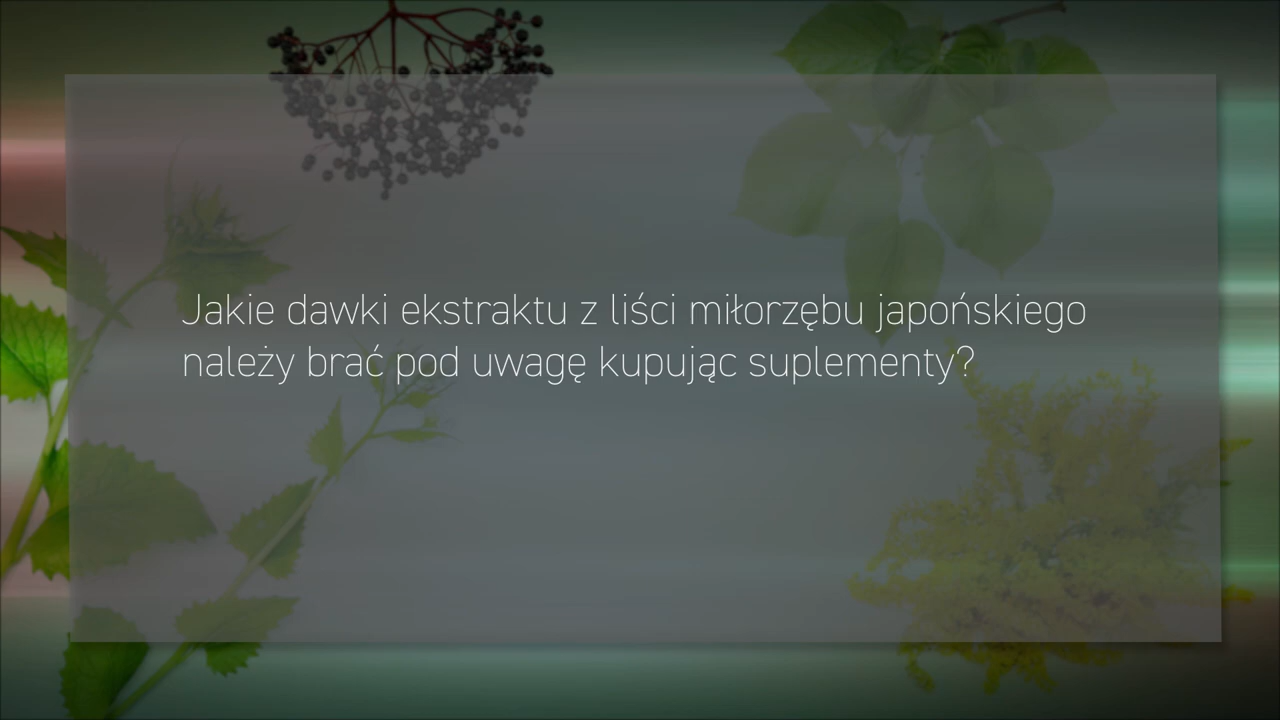 Jakie dawki ekstraktu z liści miłorzębu japońskiego
należy brać pod uwagę kupując suplementy?